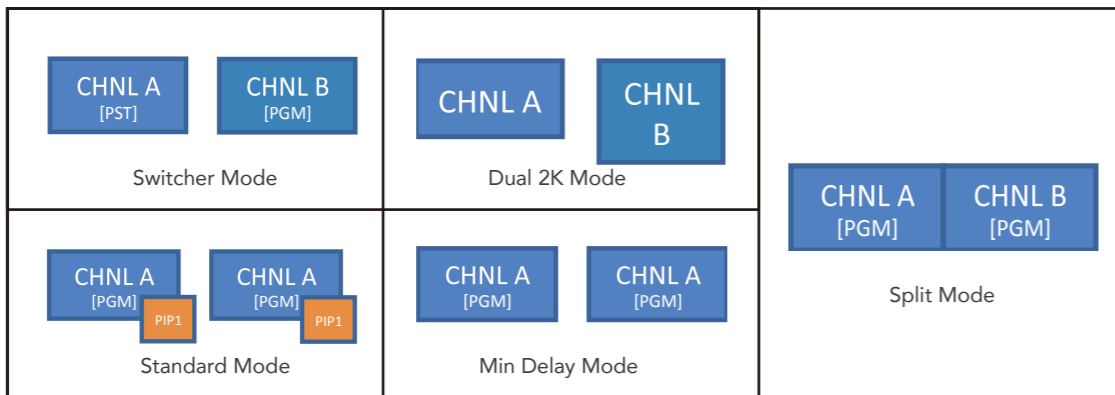 CHNL A
[PST]
CHNL B
[PGM]
Switcher Mode
CHNL A
CHNL
B
Dual 2K Mode
CHNL A
[PGM]
PIP1
CHNL A
[PGM]
PIP1
Standard Mode
CHNL A
[PGM]
CHNL A
[PGM]
Min Delay Mode
CHNL A
[PGM]
CHNL B
[PGM]
Split Mode